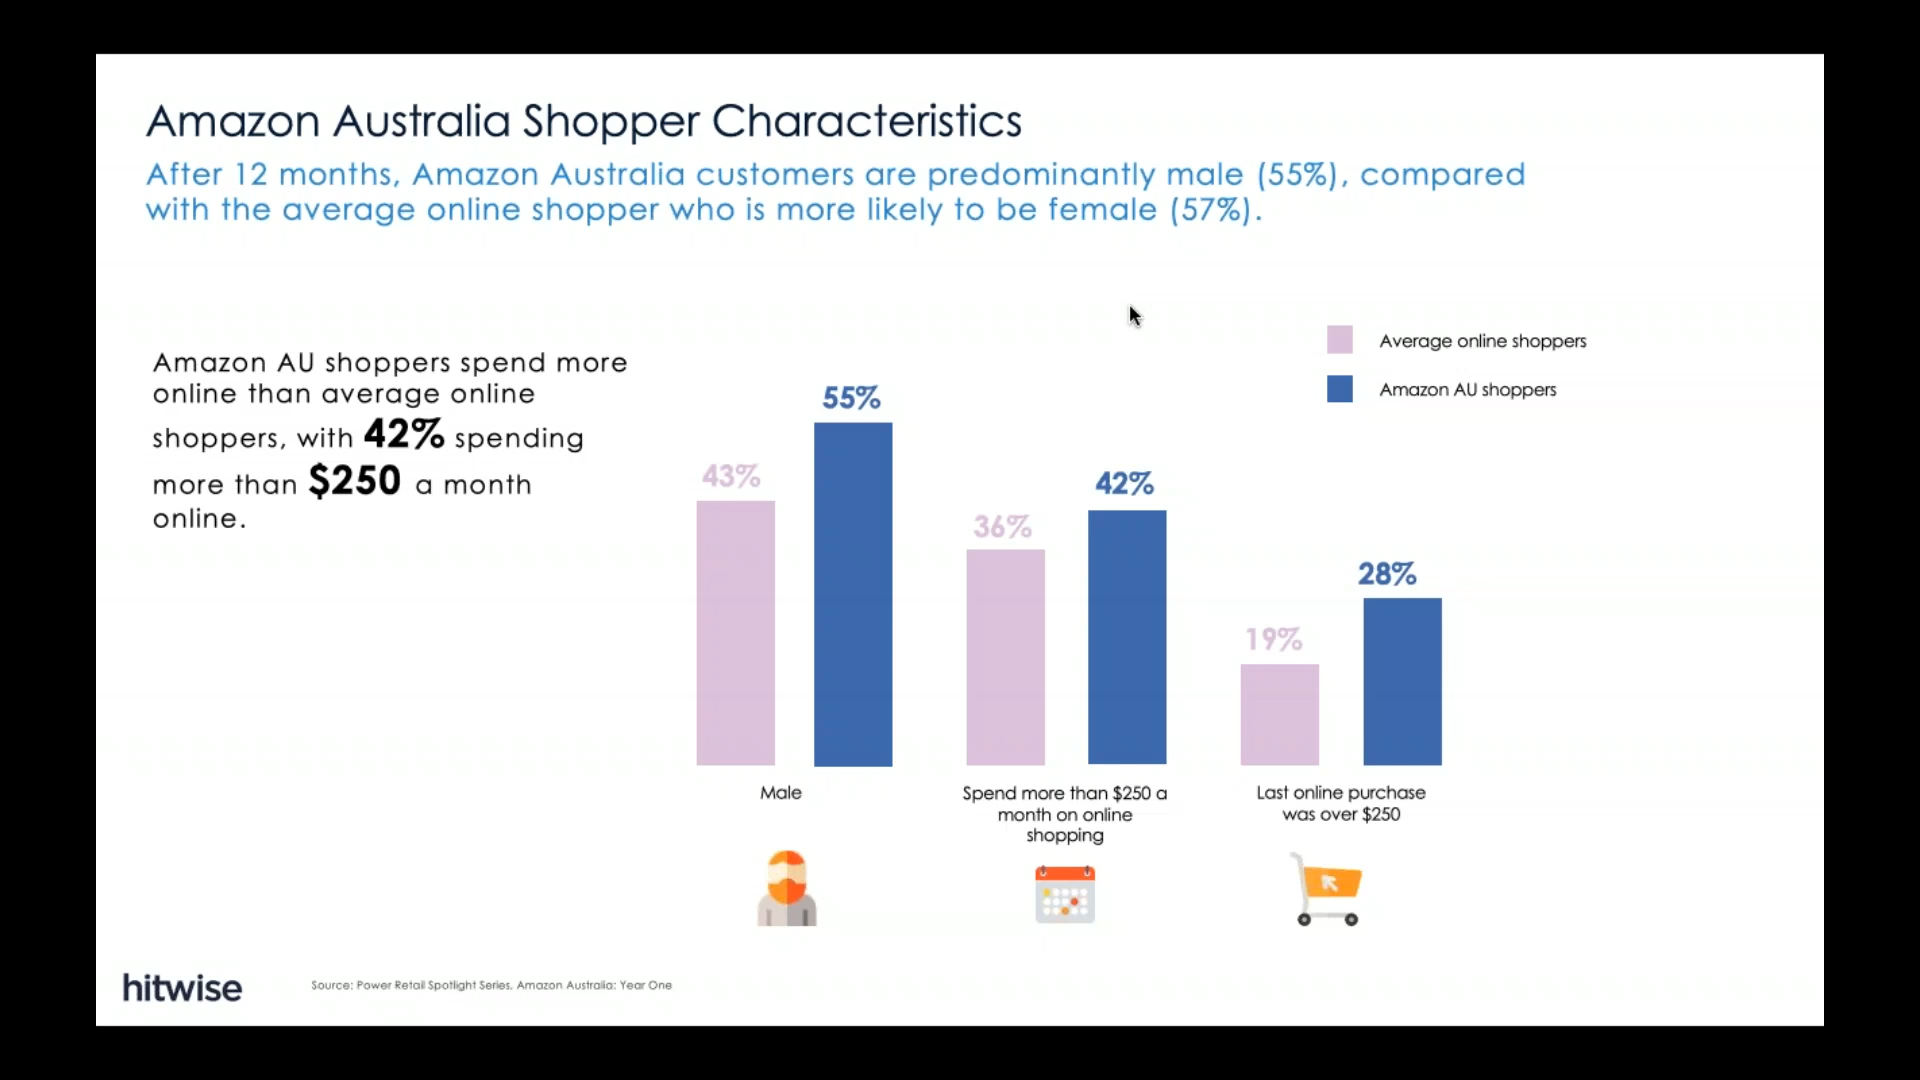 Amazon Australia Shopper Characteristics
After 12 months, Amazon Australia customers are predominantly male (55%), compared
with the average online shopper who is more likely to be female (57%).
Amazon AU shoppers spend more
online than average online
shoppers, with 42% spending
more than $250 a month
online.
Average online shoppers
Amazon AU shoppers
43%
55%
36%
42%
19%
28%
Male
Spend more than $250 a
month on online
shopping
Last online purchase
was over $250
hitwise
Source: Power Retail Spotlight Series, Amazon Australia: Year One